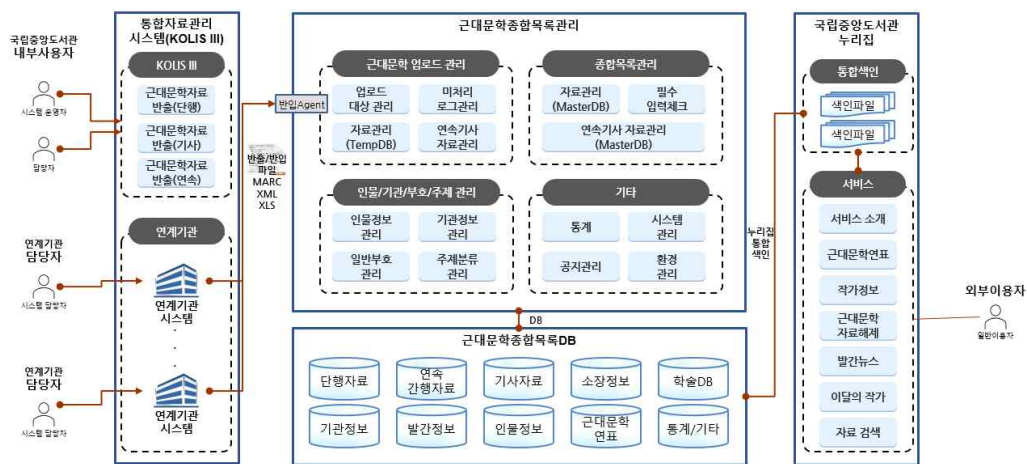 국립중앙도서관
내부사용자
시스템 운영자
담당자
연계기관
담당자
시스템 담당자
연계기관
담당자
시스템 담당자
통합자료관리
시스템(KOLIS III)
KOLIS III
근대문학자료
반출(단행)
근대문학자료
반출(기사)
근대문학자료
반출(연속)
연계기관
연계기관
시스템
연계기관
시스템
반출/반입
파일
MARC
XML
XLS
근대문학종합목록관리
반입Agent
근대문학 업로드 관리
업로드
대상 관리
미처리
로그관리
자료관리
(TempDB)
연속기사
자료관리
종합목록관리
자료관리
(MasterDB)
필수
입력체크
연속기사 자료관리
(MasterDB)
인물/기관/부호/주제 관리
인물정보
관리
기관정보
관리
일반부호
관리
주제분류
관리
기타
통계
시스템
관리
공지관리
환경
관리
DB
근대문학종합목록DB
단행자료
연속
간행자료
기사자료
소장정보
학술DB
기관정보
발간정보
인물정보
근대문학
연표
통계/기타
누리집
통합
색인
국립중앙도서관
누리집
통합색인
색인파일
색인파일
서비스
서비스 소개
근대문학연표
작가정보
근대문학
자료해제
발간뉴스
이달의 작가
자료 검색
외부이용자
일반이용자